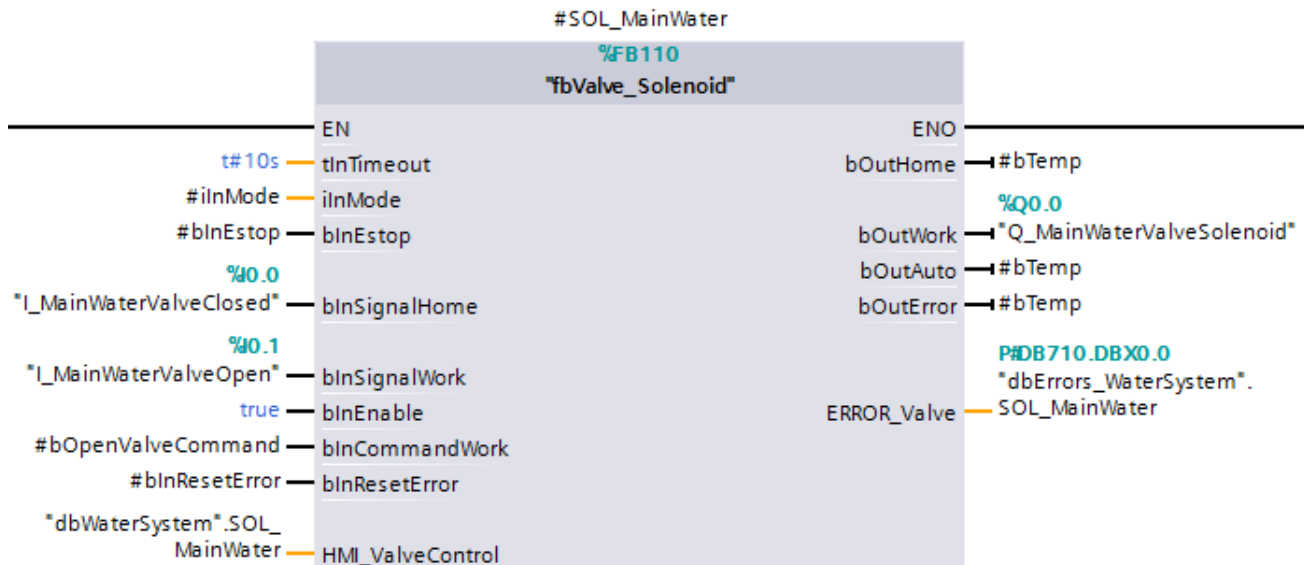 #SOL_MainWater
%FB110
"fbValve_Solenoid"
EN
ENO
t#10s
tInTimeout
bOutHome
#bTemp
#iInMode
iInMode
%Q0.0
#bInEstop
bInEstop
bOutWork
"Q_MainWaterValveSolenoid"
bOutAuto
#bTemp
%I0.0
"I_MainWaterValveClosed"
bInSignalHome
bOutError
#bTemp
%I0.1
"I_MainWaterValveOpen"
bInSignalWork
P#DB710.DBX0.0
"dbErrors_WaterSystem".
SOL_MainWater
true
bInEnable
ERROR_Valve
#bOpenValveCommand
bInCommandWork
#bInResetError
bInResetError
"dbWaterSystem".SOL_
MainWater
HMI_ValveControl